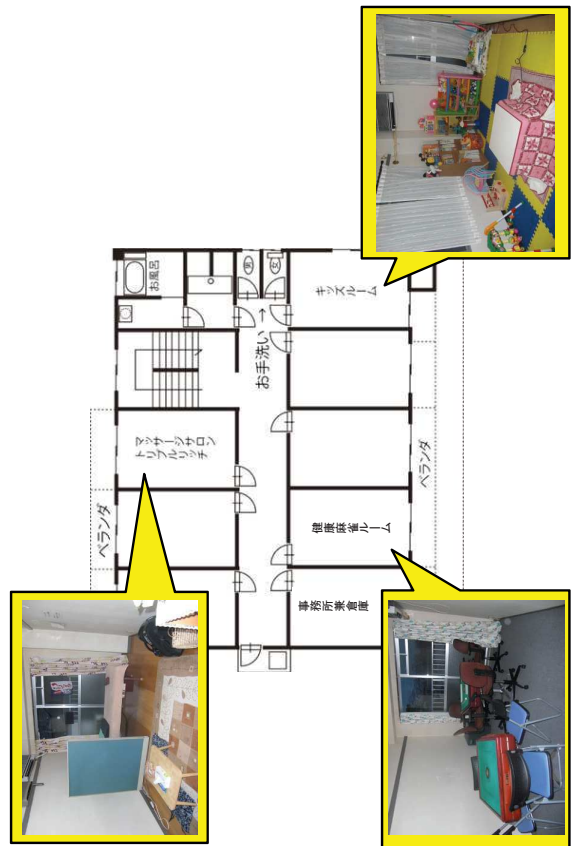 お風呂
男
女
お手洗い →
キッズルーム
マッサージサロン
トリプルリッチ
ベランダ
健康麻雀ルーム
ベランダ
事務所兼倉庫